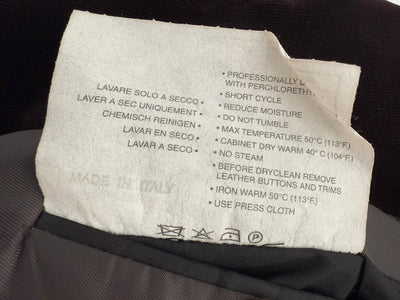 LAVARE SOLO A SECCO •
LAVER A SEC UNIQUEMENT •
CHEMISCH-REINIGEN •
LAVAR EN SECO •
LAVAR A SECO •
MADE IN ITALY
• PROFESSIONALLY
WITH PERCHLORETHY
• SHORT CYCLE
• REDUCE MOISTURE
• DO NOT TUMBLE
• MAX TEMPERATURE 50°C (113°F)
• CABINET DRY WARM 40° C (104°F)
• NO STEAM
• BEFORE DRYCLEAN REMOVE
LEATHER BUTTONS AND TRIMS
• IRON WARM 50°C (113°F)
• USE PRESS CLOTH
P